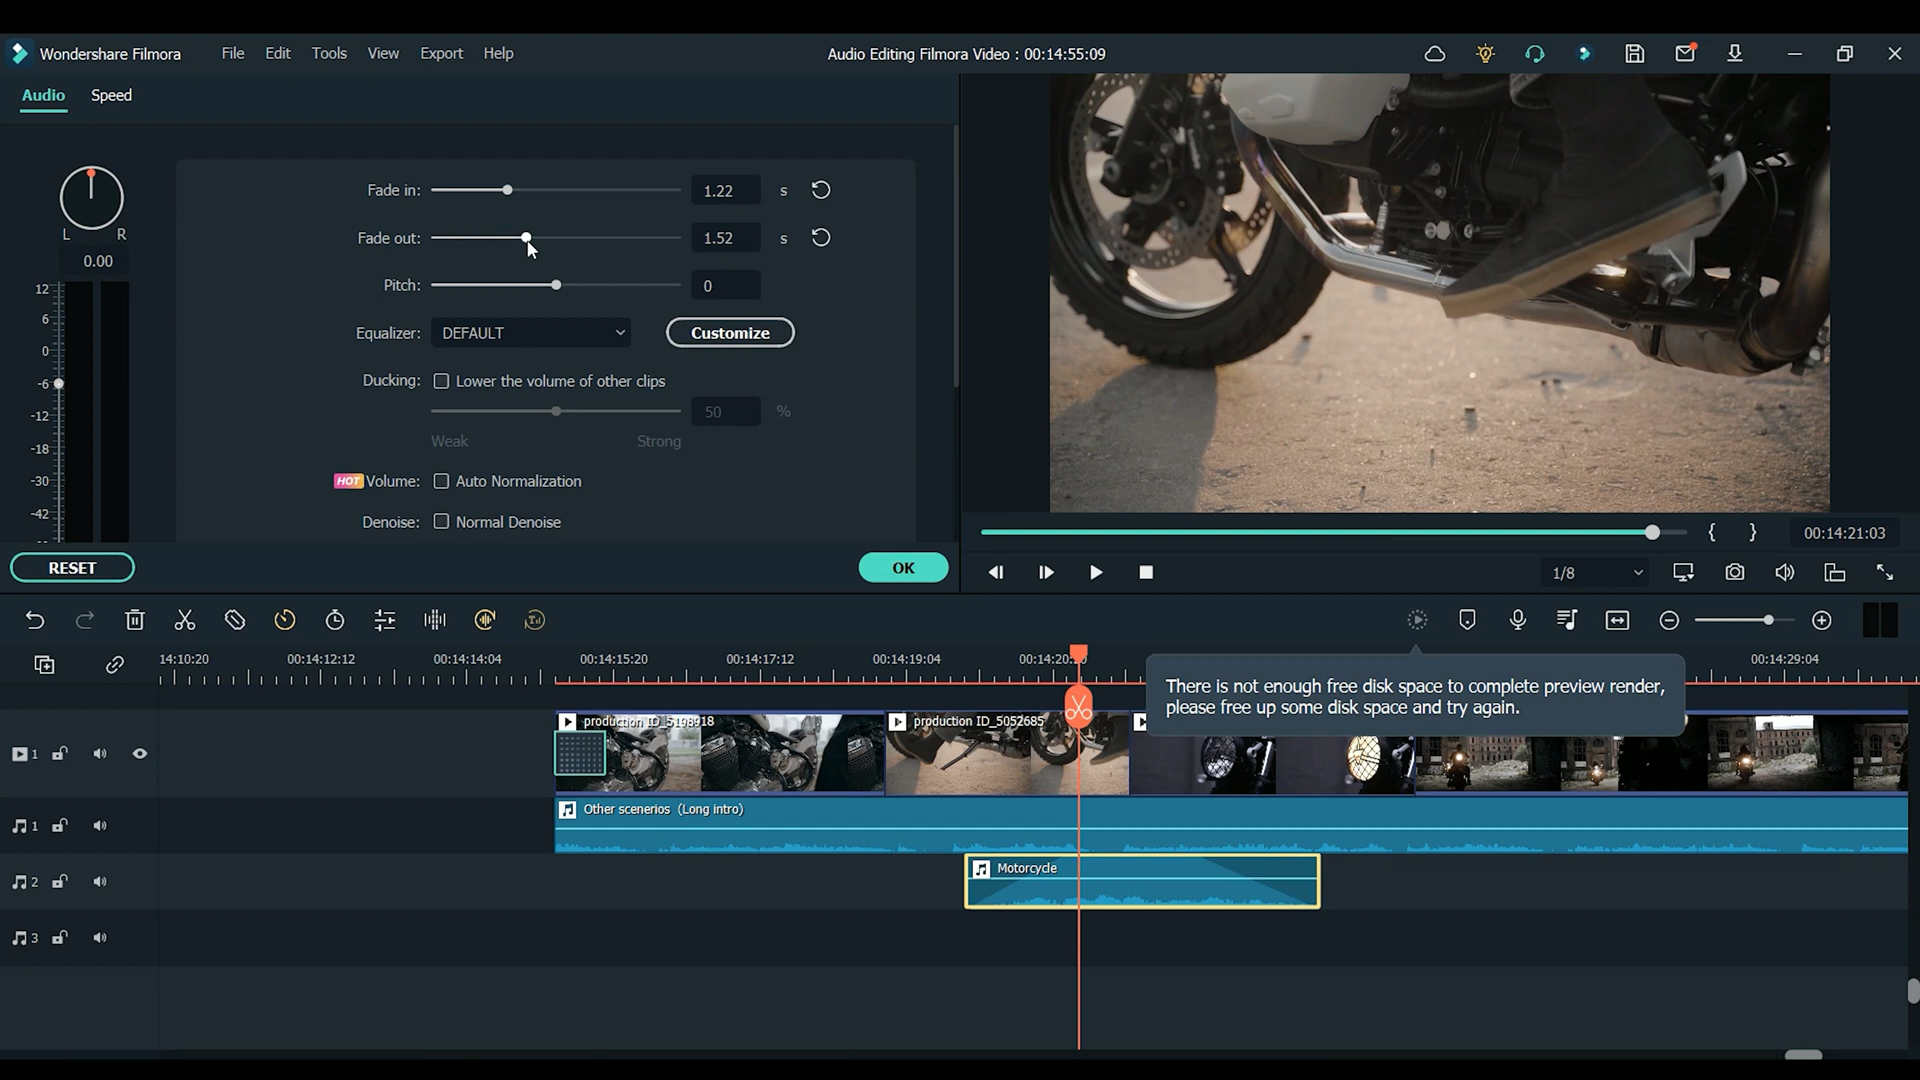 Wondershare Filmora File Edit Tools View Export Help Audio Editing Filmora Video : 00:14:55:09
Audio Speed
Fade in: 1.22 s
Fade out: 1.52 s
L R
0.00
Pitch: 0
Equalizer: DEFAULT Customize
Ducking: Lower the volume of other clips
50 %
Weak Strong
HOT Volume: Auto Normalization
Denoise: Normal Denoise
12
6
0
-6
-12
-18
-30
-42
RESET OK
{ } 00:14:21:03
1/8
14:10:20 00:14:12:12 00:14:14:04 00:14:15:20 00:14:17:12 00:14:19:04 00:14:20: 00:14:29:04
There is not enough free disk space to complete preview render,
please free up some disk space and try again.
production ID_5198918 production ID_5052685
1
Other scenerios (Long intro)
1
Motorcycle
2
3